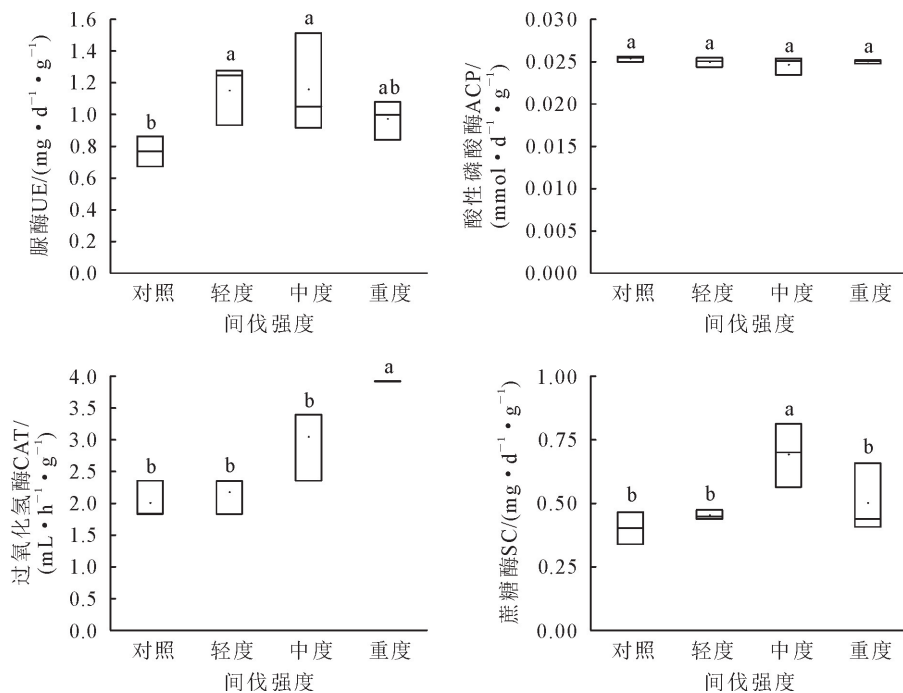 脲酶UE/(mg•d⁻¹•g⁻¹)
1.6
1.4
1.2
1.0
0.8
0.6
0.4
0.2
0.0
b
a
a
ab
对照 轻度 中度 重度
间伐强度
酸性磷酸酶ACP/
(mmol•d⁻¹•g⁻¹)
0.030
0.025
0.020
0.015
0.010
0.005
0.000
a
a
a
a
对照 轻度 中度 重度
间伐强度
过氧化氢酶CAT/
(mL•h⁻¹•g⁻¹)
4.0
3.5
3.0
2.5
2.0
1.5
1.0
0.5
0.0
b
b
b
a
对照 轻度 中度 重度
间伐强度
蔗糖酶SC/(mg•d⁻¹•g⁻¹)
1.00
0.75
0.50
0.25
0.00
b
b
a
b
对照 轻度 中度 重度
间伐强度